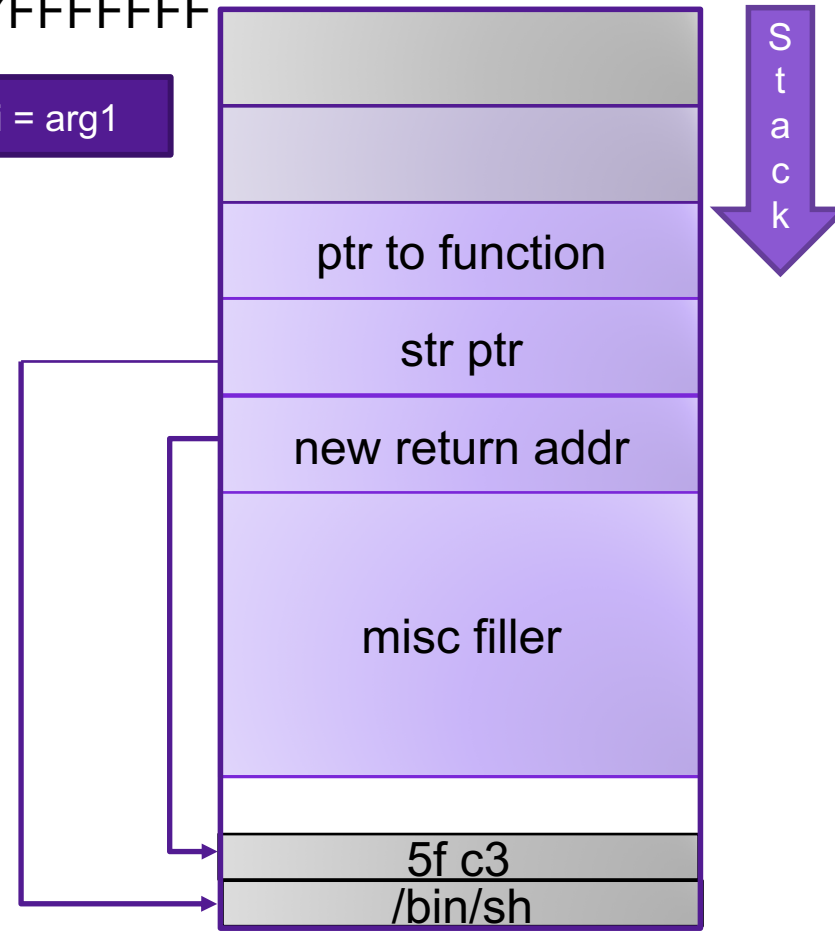 FFFFFFF
i = arg1
S
t
a
c
k
ptr to function
str ptr
new return addr
misc filler
5f c3
/bin/sh